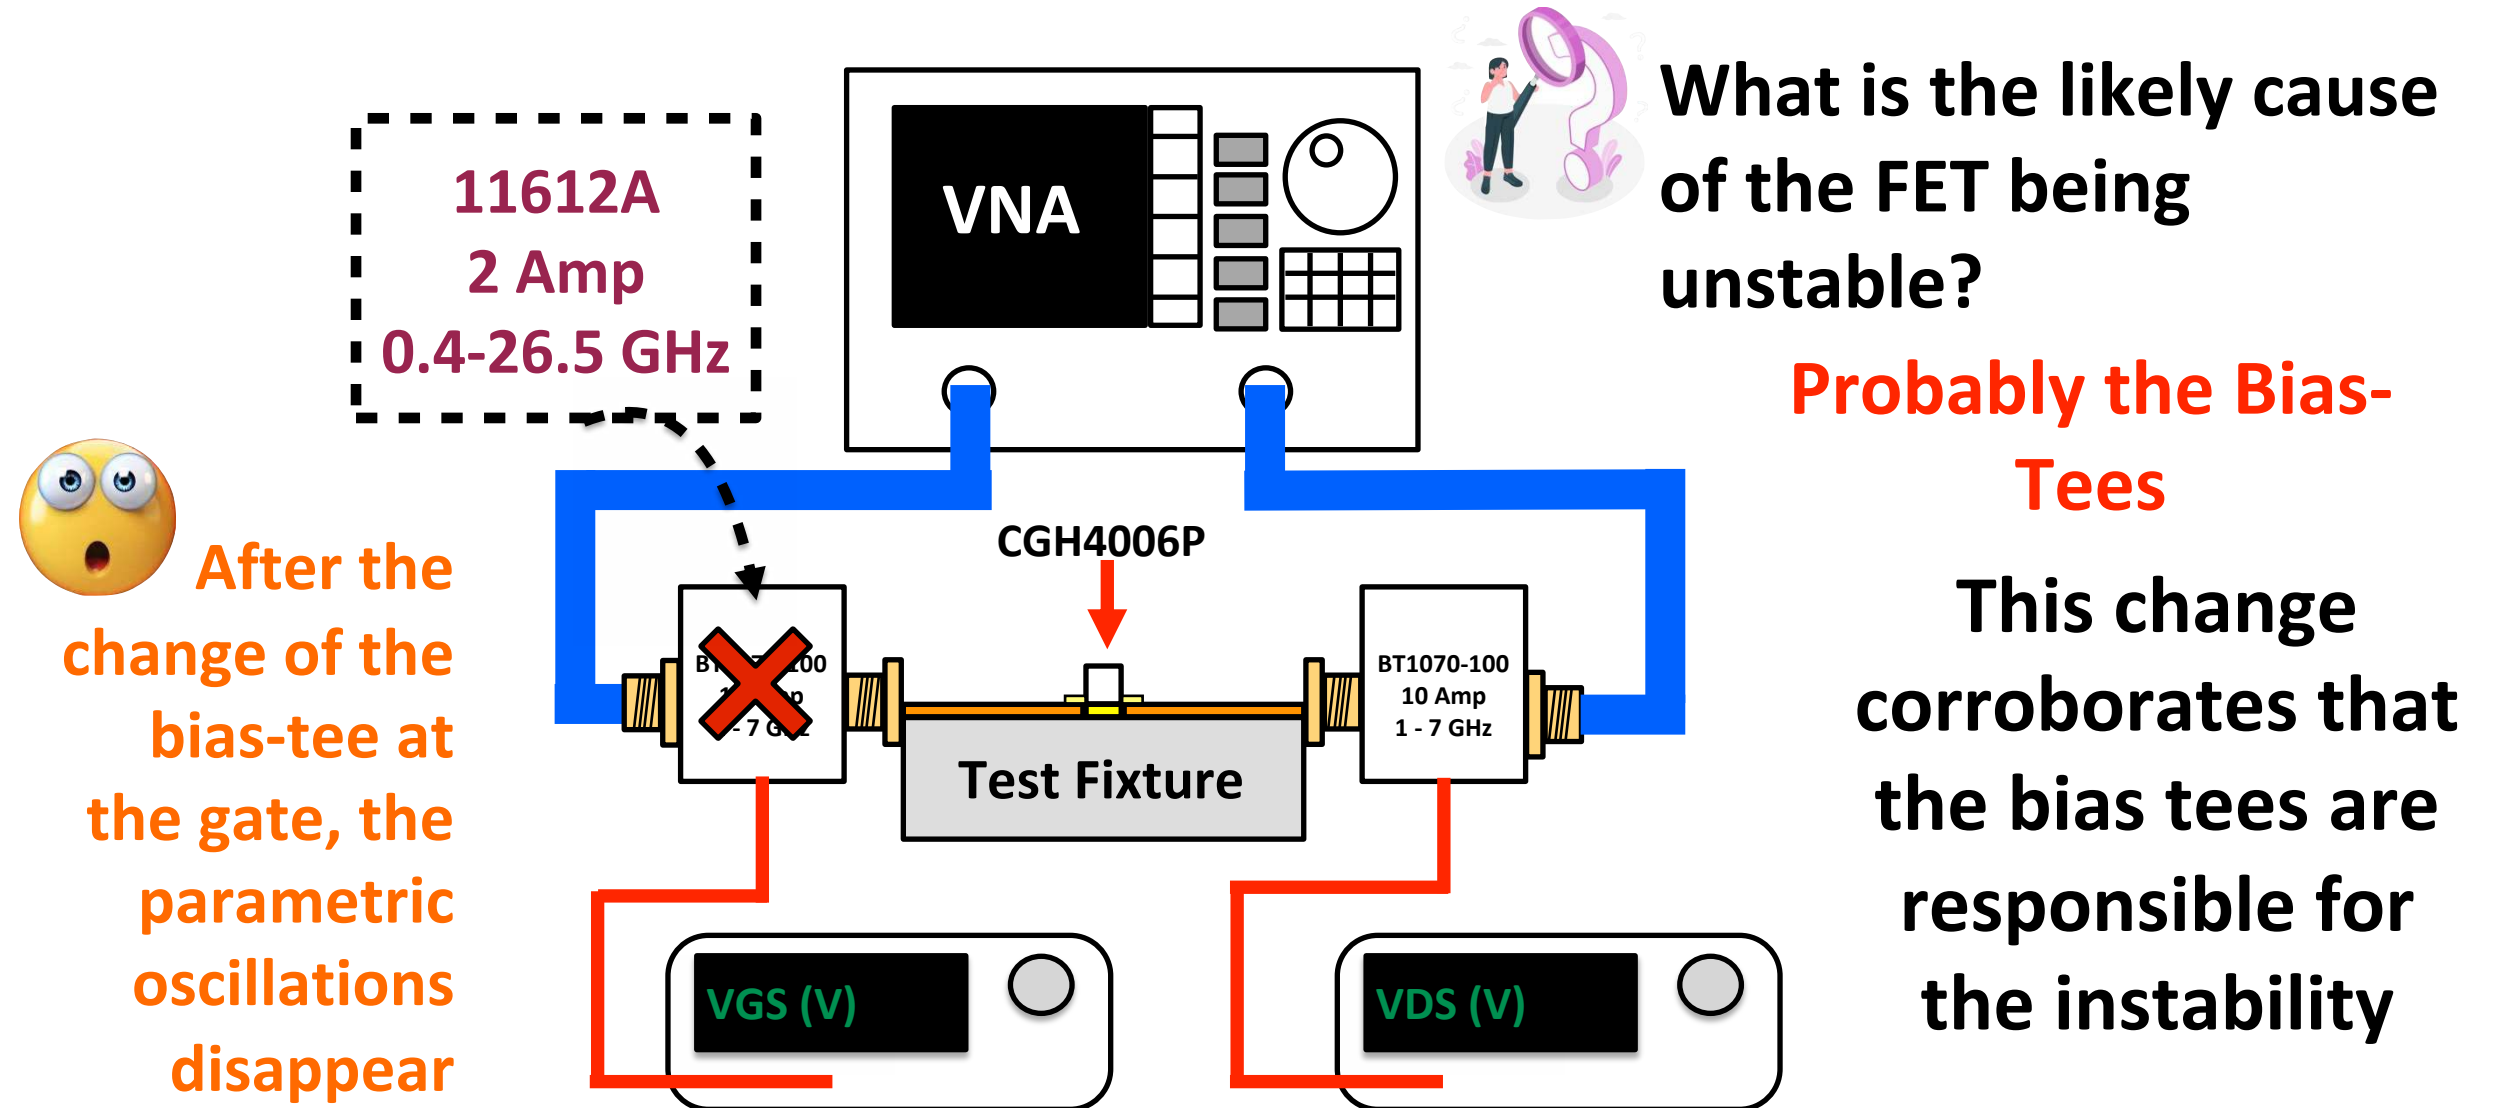 11612A
2 Amp
0.4-26.5 GHz
VNA
What is the likely cause
of the FET being
unstable?
Probably the Bias-
Tees
This change
corroborates that
the bias tees are
responsible for
the instability
After the
change of the
bias-tee at
the gate, the
parametric
oscillations
disappear
CGH4006P
BT1070-100
10 Amp
1 - 7 GHz
Test Fixture
VGS (V)
VDS (V)